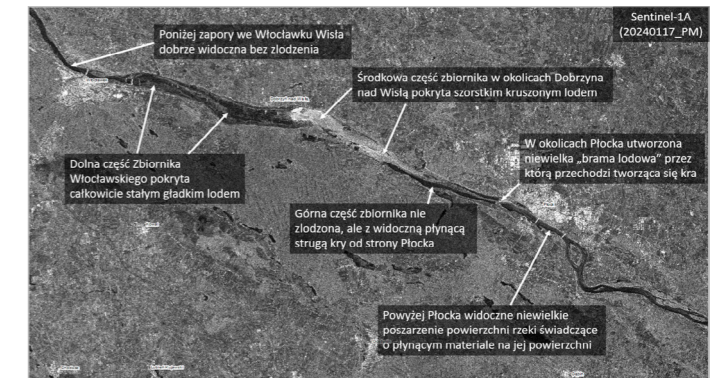 Sentinel-1A
(20240117_PM)
Poniżej zapory we Włocławku Wisła
dobrze widoczna bez zlodzenia
Środkowa część zbiornika w okolicach Dobrzyna
nad Wisłą pokryta szorstkim kruszonym lodem
W okolicach Płocka utworzona
niewielka „brama lodowa” przez
którą przechodzi tworząca się kra
Dolna część Zbiornika
Włocławskiego pokryta
całkowicie stałym gładkim lodem
Górna część zbiornika nie
zlodzona, ale z widoczną płynącą
strugą kry od strony Płocka
Powyżej Płocka widoczne niewielkie
poszarzenie powierzchni rzeki świadczące
o płynącym materiale na jej powierzchni